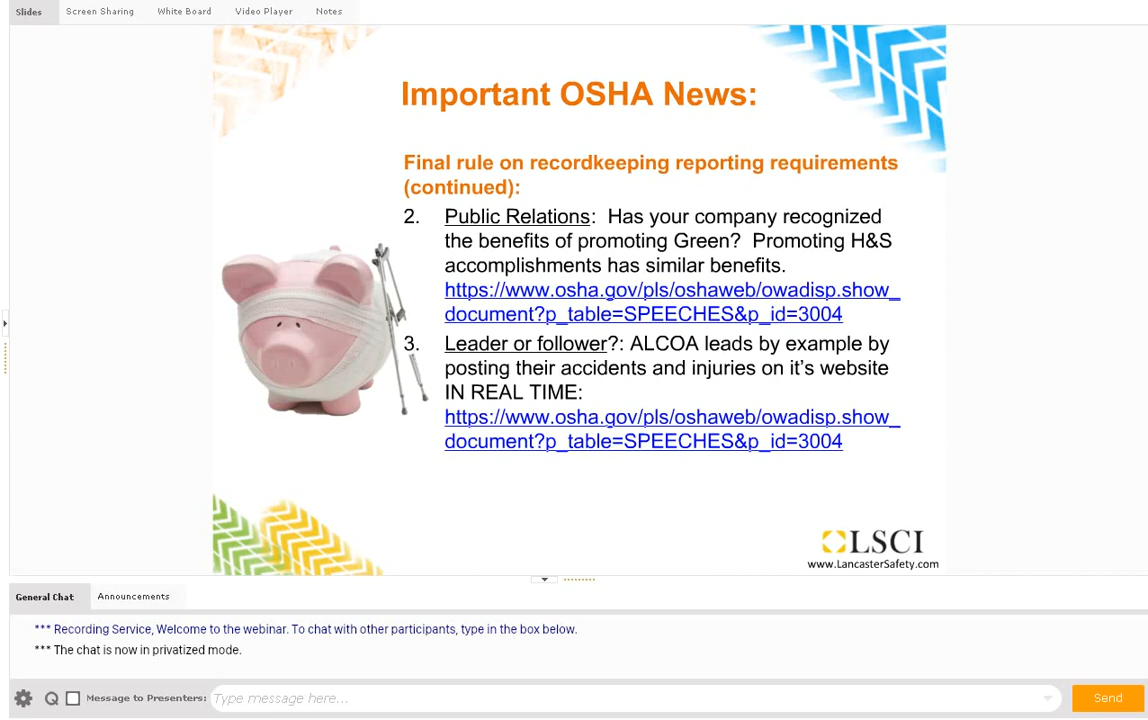 Slides
Screen Sharing
White Board
Video Player
Notes
Important OSHA News:
Final rule on recordkeeping reporting requirements
(continued):
2. Public Relations: Has your company recognized
the benefits of promoting Green? Promoting H&S
accomplishments has similar benefits.
https://www.osha.gov/pls/oshaweb/owadisp.show_
document?p_table=SPEECHES&p_id=3004
3. Leader or follower?: ALCOA leads by example by
posting their accidents and injuries on it's website
IN REAL TIME:
https://www.osha.gov/pls/oshaweb/owadisp.show_
document?p_table=SPEECHES&p_id=3004
LSCI
www.LancasterSafety.com
General Chat
Announcements
*** Recording Service, Welcome to the webinar. To chat with other participants, type in the box below.
*** The chat is now in privatized mode.
Q Message to Presenters: Type message here... Send